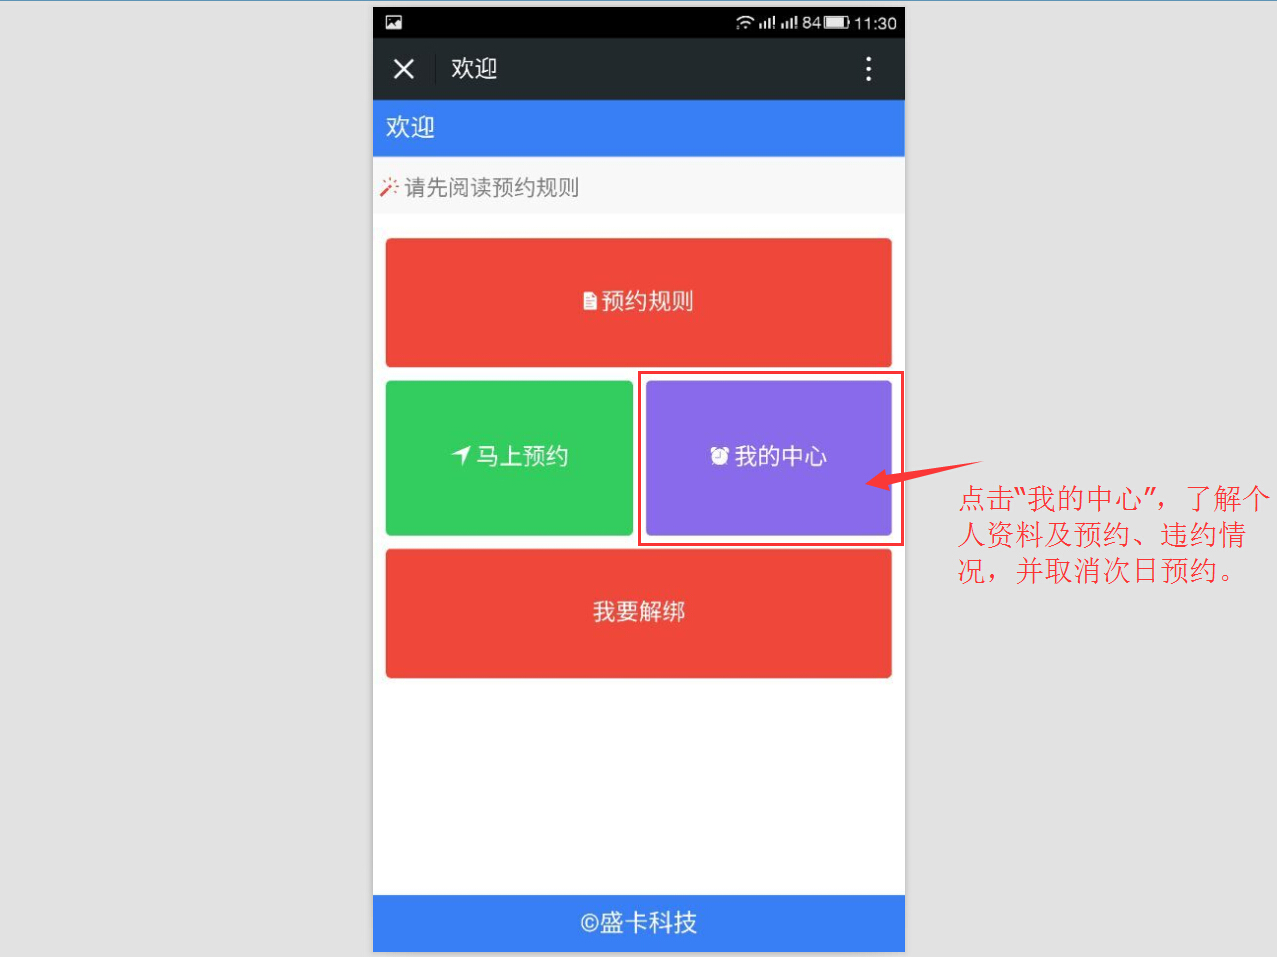 84 11:30
欢迎
欢迎
请先阅读预约规则
预约规则
马上预约
我的中心
点击“我的中心”，了解个
人资料及预约、违约情
况，并取消次日预约。
我要解绑
©盛卡科技